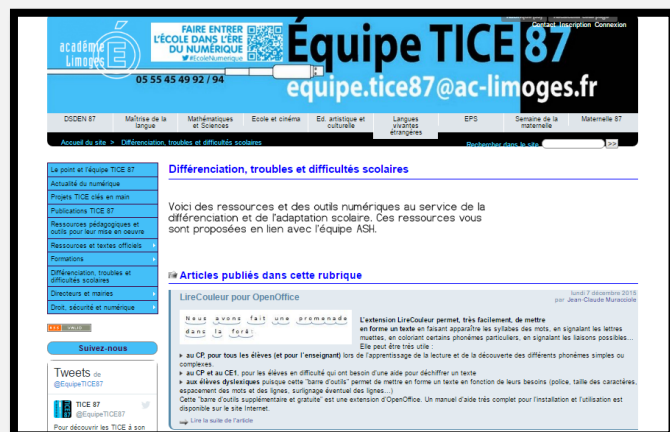 Contact Inscription Connexion
académie
Limoges
FAIRE ENTRER
L'ÉCOLE DANS L'ÈRE
DU NUMÉRIQUE
#EcoleNumerique
Équipe TICE 87
05 55 45 49 92 / 94
equipe.tice87@ac-limoges.fr
DSDEN 87
Maîtrise de la langue
Mathématiques et Sciences
Ecole et cinéma
Ed. artistique et culturelle
Langues vivantes étrangères
EPS
Semaine de la maternelle
Maternelle 87
Accueil du site > Différenciation, troubles et difficultés scolaires
Rechercher dans le site
>>
Le point et l'équipe TICE 87
Actualité du numérique
Projets TICE clés en main
Publications TICE 87
Ressources pédagogiques et
outils pour leur mise en oeuvre
Ressources et textes officiels
Formations
Différenciation, troubles et
difficultés scolaires
Directeurs et mairies
Droit, sécurité et numérique
Suivez-nous
Tweets de
@EquipeTICE87
TICE 87
@EquipeTICE87
Pour découvrir les TICE à son
Différenciation, troubles et difficultés scolaires
Voici des ressources et des outils numériques au service de la
différenciation et de l'adaptation scolaire. Ces ressources vous
sont proposées en lien avec l'équipe ASH.
Articles publiés dans cette rubrique
LireCouleur pour OpenOffice
lundi 7 décembre 2015
par Jean-Claude Muracciole
Nous avons fait une promenade
dans la forêt
L'extension LireCouleur permet, très facilement, de mettre
en forme un texte en faisant apparaître les syllabes des mots, en signalant les lettres
muettes, en colorant certains phonèmes particuliers, en signalant les liaisons possibles...
Elle peut être très utile :
au CP, pour tous les élèves (et pour l'enseignant) lors de l'apprentissage de la lecture et de la découverte des différents phonèmes simples ou
complexes.
au CP et au CE1, pour les élèves en difficulté qui ont besoin d'une aide pour déchiffrer un texte
aux élèves dyslexiques puisque cette "barre d'outils" permet de mettre en forme un texte en fonction de leurs besoins (police, taille des caractères,
espacement des mots et des lignes, surlignage éventuel des lignes...)
Cette "barre d'outils supplémentaire et gratuite" est une extension d'OpenOffice. Un manuel d'aide très complet pour l'installation et l'utilisation est
disponible sur le site Internet.
Lire la suite de l'article